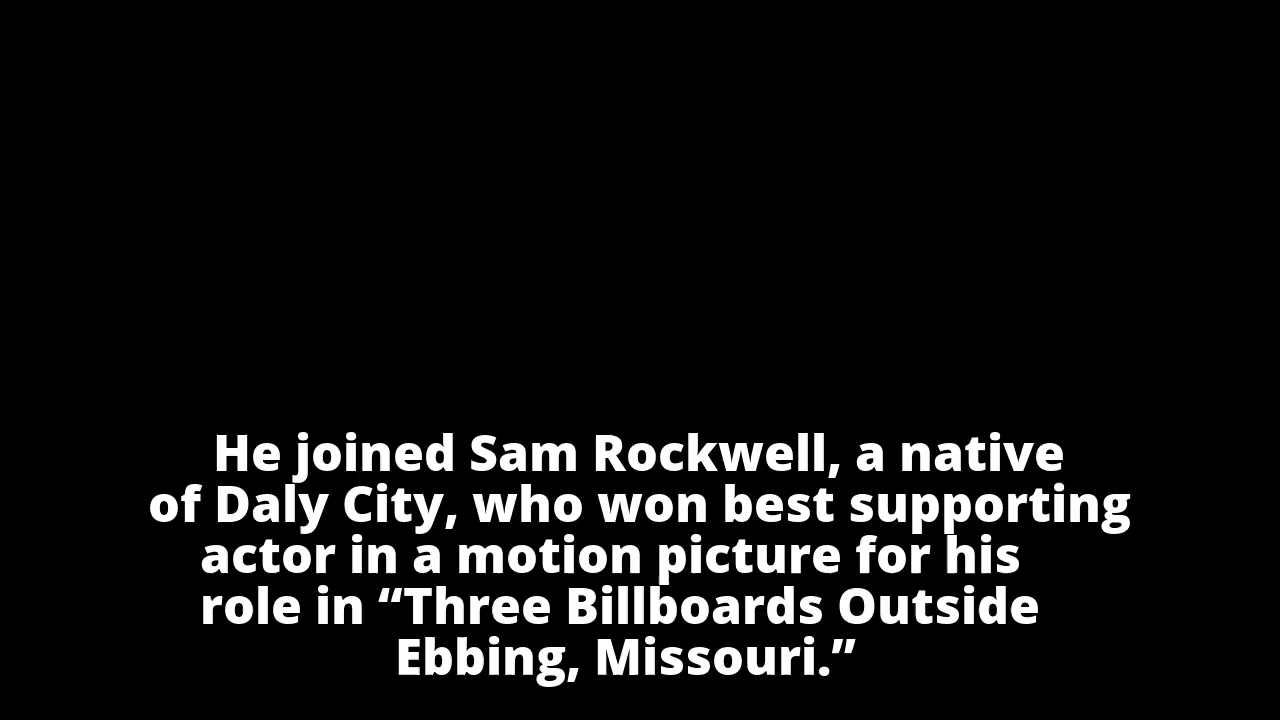 He joined Sam Rockwell, a native
of Daly City, who won best supporting
actor in a motion picture for his
role in “Three Billboards Outside
Ebbing, Missouri.”